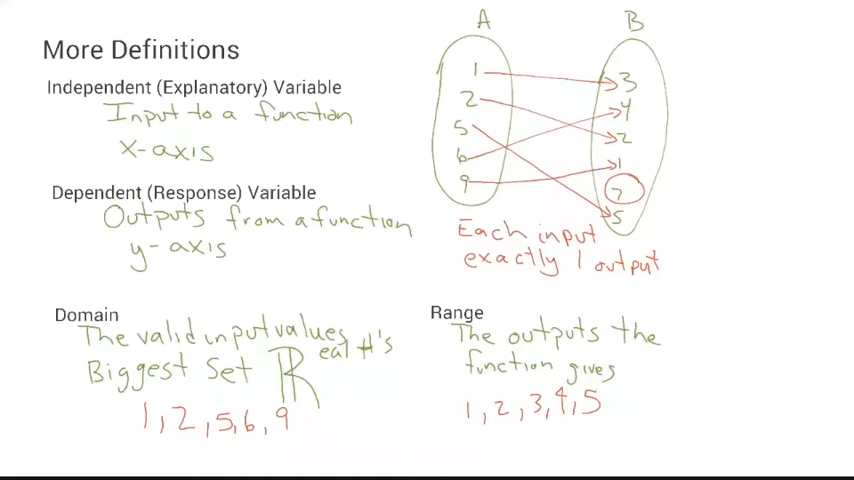 More Definitions
Independent (Explanatory) Variable
Input to a function
x-axis
Dependent (Response) Variable
Outputs from a function
y-axis
Domain
The valid input values
Biggest Set ℝeal #'s
1, 2, 5, 6, 9
A
1
2
5
6
9
B
3
4
2
1
7
5
Each input
exactly 1 output
Range
The outputs the
function gives
1, 2, 3, 4, 5